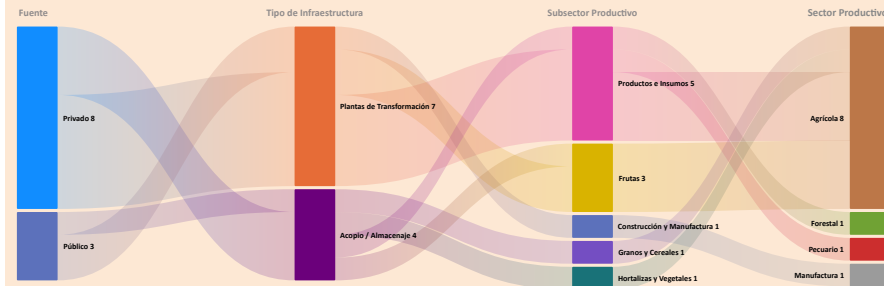 Fuente
Tipo de Infraestructura
Subsector Productivo
Sector Productivo
Privado 8
Público 3
Plantas de Transformación 7
Acopio / Almacenaje 4
Productos e Insumos 5
Frutas 3
Construcción y Manufactura 1
Granos y Cereales 1
Hortalizas y Vegetales 1
Agrícola 8
Forestal 1
Pecuario 1
Manufactura 1